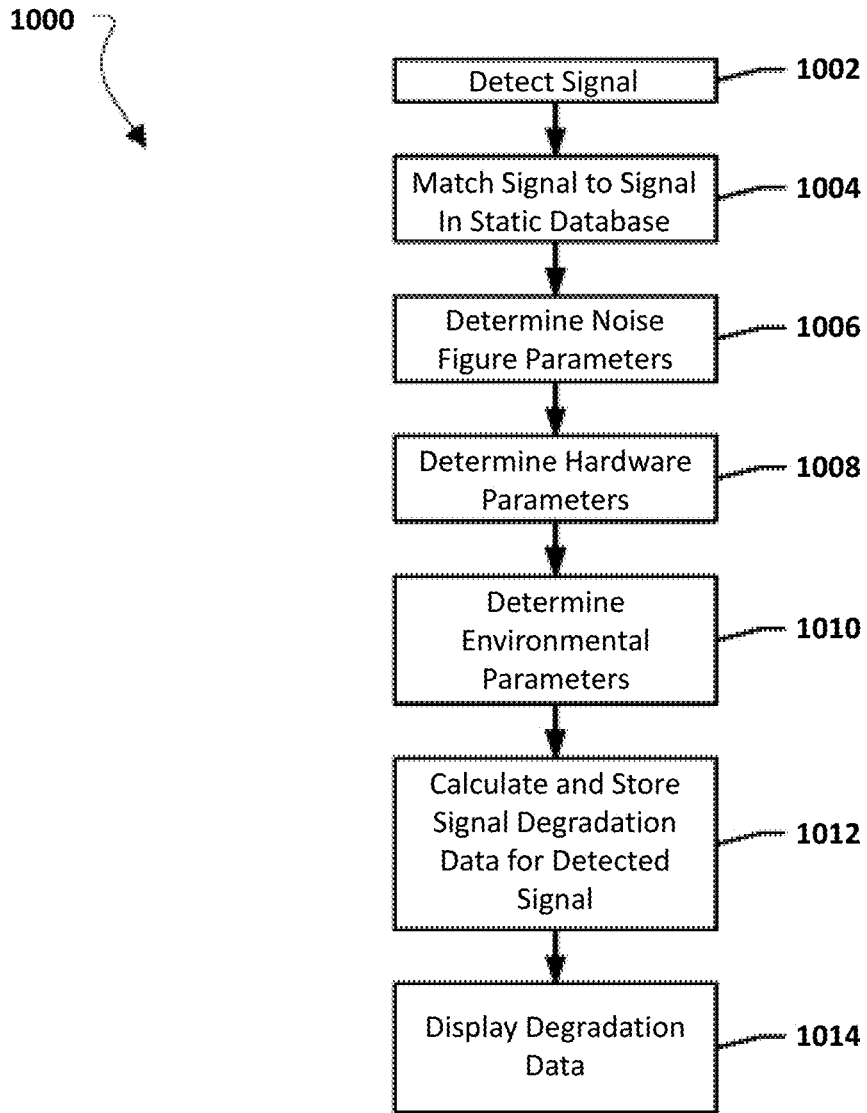 1000
Detect Signal
1002
Match Signal to Signal
In Static Database
1004
Determine Noise
Figure Parameters
1006
Determine Hardware
Parameters
1008
Determine
Environmental
Parameters
1010
Calculate and Store
Signal Degradation
Data for Detected
Signal
1012
Display Degradation
Data
1014